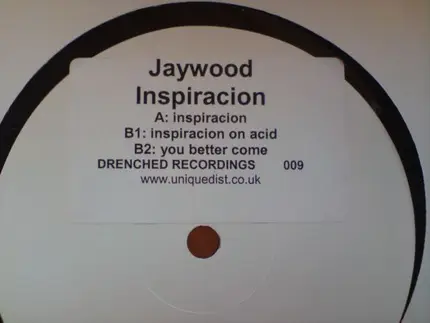 Jaywood
Inspiracion
A: inspiracion
B1: inspiracion on acid
B2: you better come
DRENCHED RECORDINGS 009
www.uniquedist.co.uk